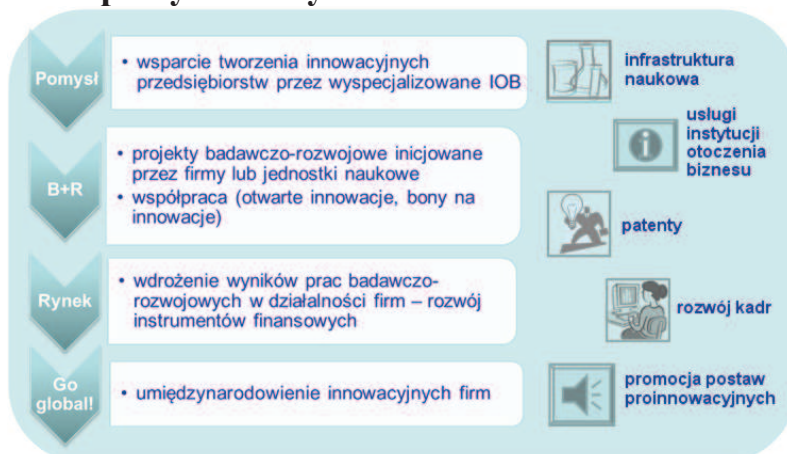 Pomysł
• wsparcie tworzenia innowacyjnych
przedsiębiorstw przez wyspecjalizowane IOB
B+R
• projekty badawczo-rozwojowe inicjowane
przez firmy lub jednostki naukowe
• współpraca (otwarte innowacje, bony na
innowacje)
Rynek
• wdrożenie wyników prac badawczo-
rozwojowych w działalności firm – rozwój
instrumentów finansowych
Go
global!
• umiędzynarodowienie innowacyjnych firm
infrastruktura
naukowa
usługi
instytucji
otoczenia
biznesu
patenty
rozwój kadr
promocja postaw
proinnowacyjnych